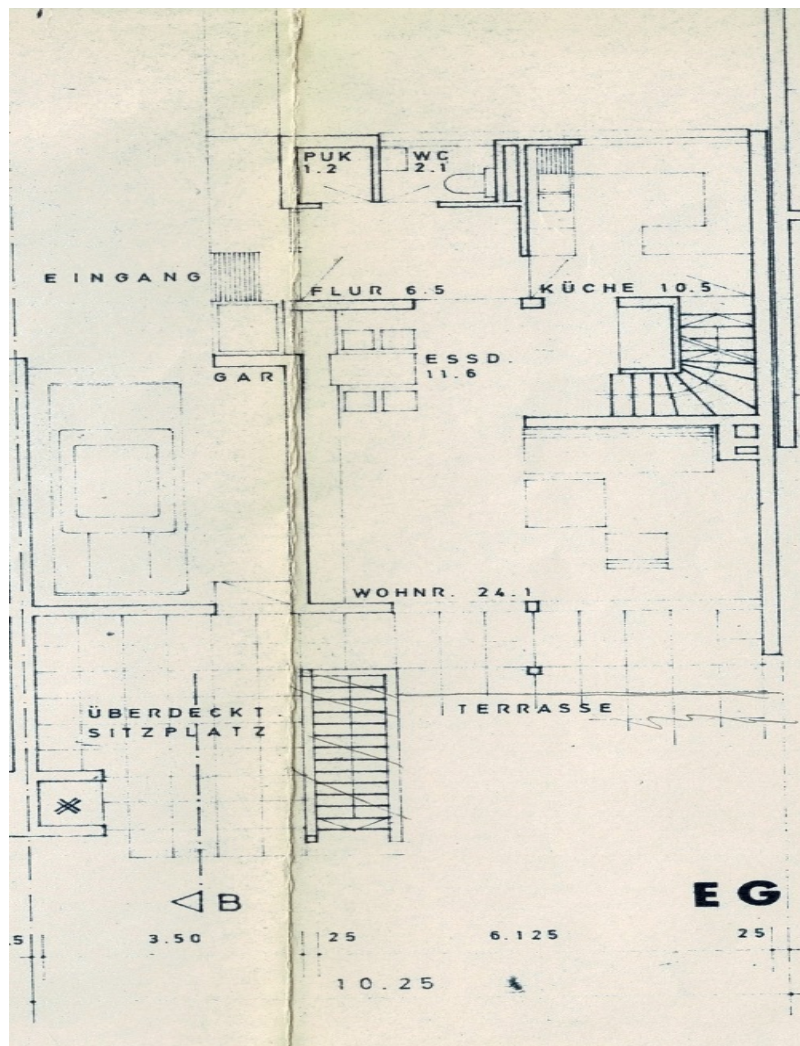 PUK
1.2
WC
2.1
EINGANG
FLUR 6.5
KÜCHE 10.5
GAR
ESSD.
11.6
WOHNR. 24.1
ÜBERDECKT.
SITZPLATZ
TERRASSE
B
EG
5
3.50
25
6.125
25
10.25